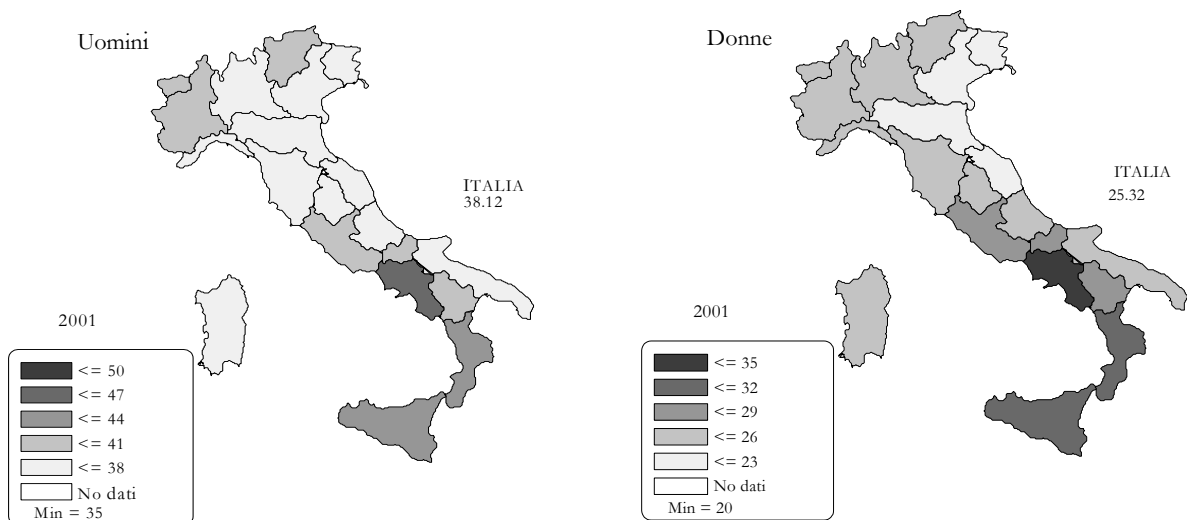 Uomini
ITALIA
38.12
2001
<= 50
<= 47
<= 44
<= 41
<= 38
No dati
Min = 35
Donne
ITALIA
25.32
2001
<= 35
<= 32
<= 29
<= 26
<= 23
No dati
Min = 20